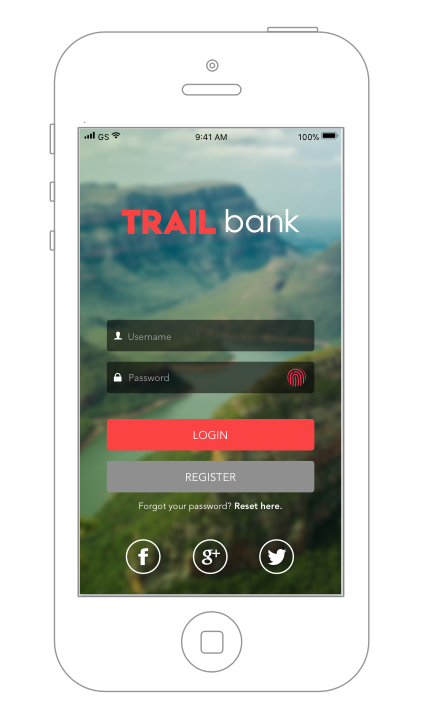 GS 9:41 AM 100%
TRAIL bank
Username
Password
LOGIN
REGISTER
Forgot your password? Reset here.
f g+